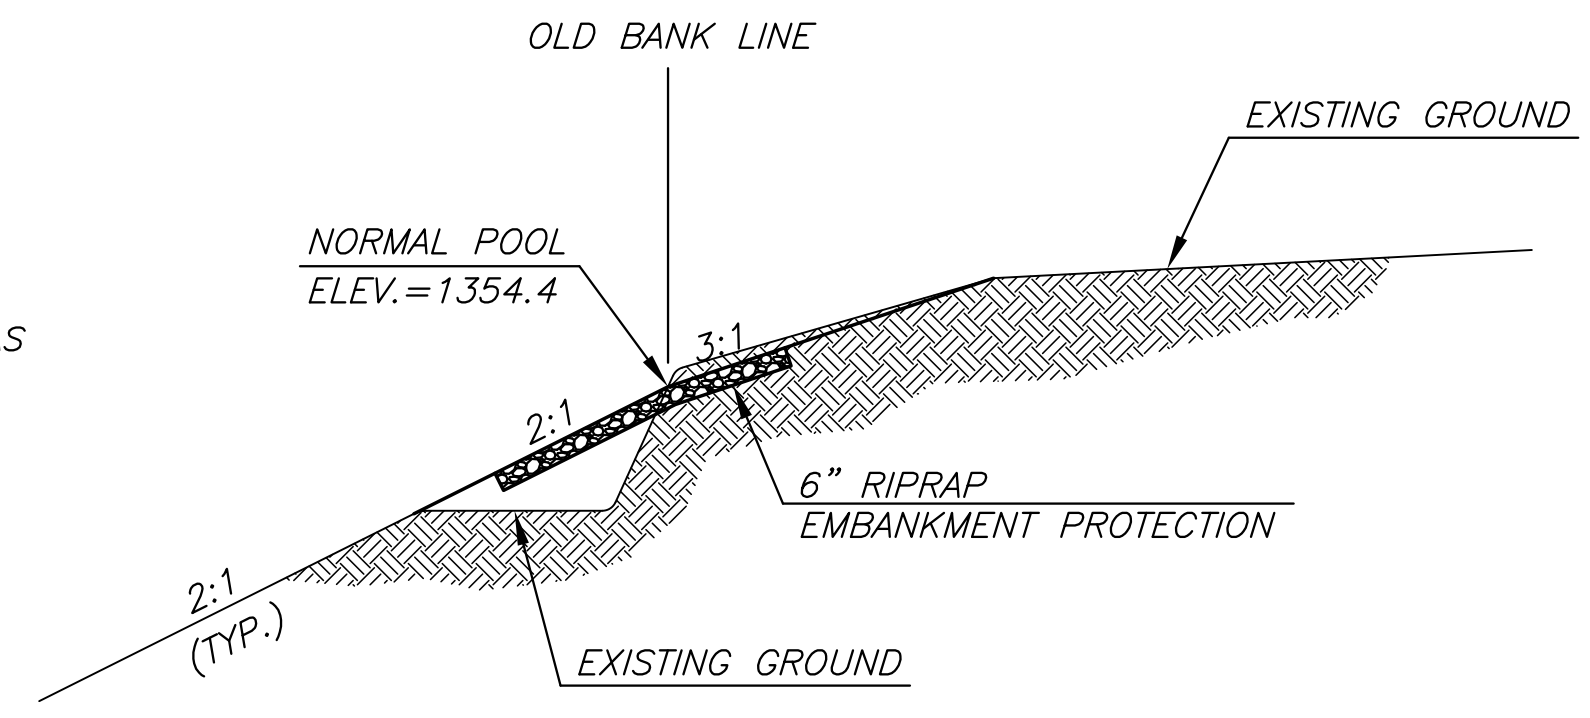 OLD BANK LINE
EXISTING GROUND
NORMAL POOL
ELEV.=1354.4
3:1
2:1
6" RIPRAP
EMBANKMENT PROTECTION
2:1
(TYP.)
EXISTING GROUND